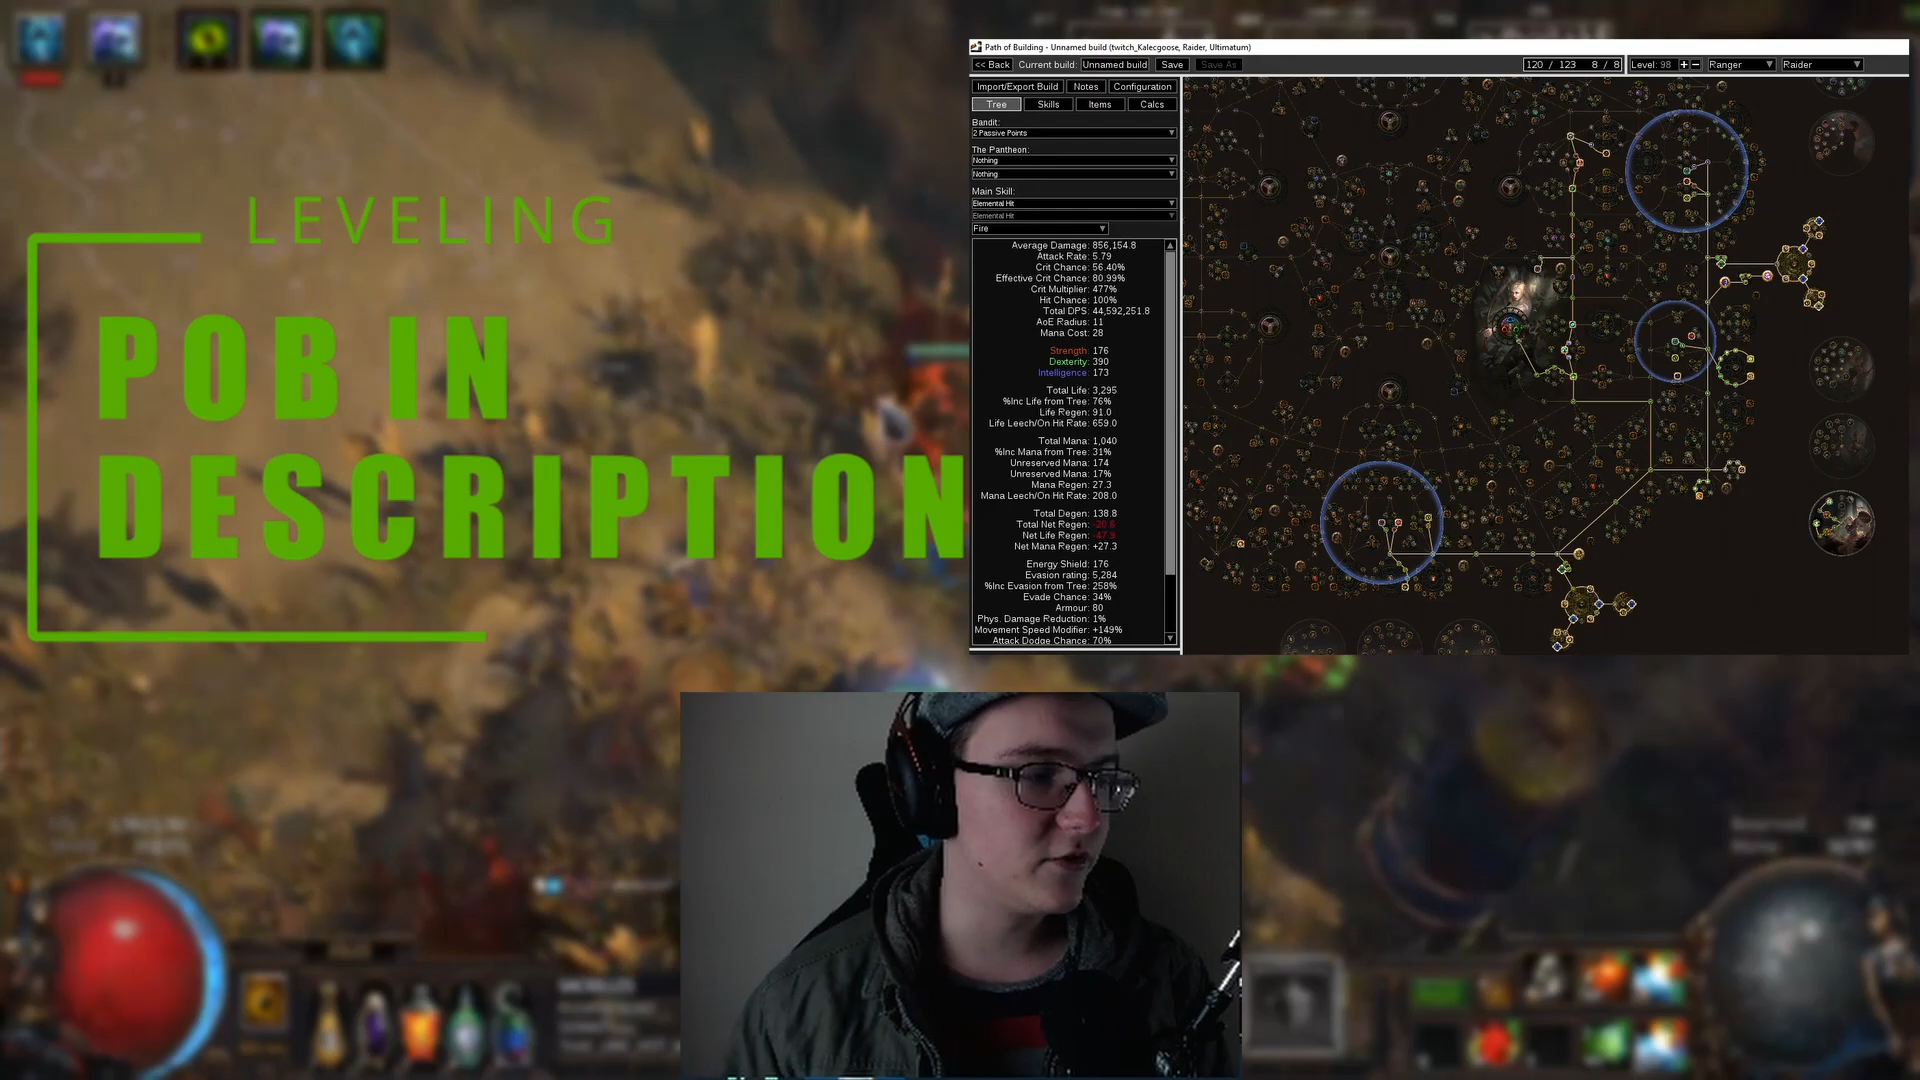 LEVELING
POB IN
DESCRIPTION
Path of Building - Unnamed build (twitch_Kalecgoose, Raider, Ultimatum)
<< Back Current build: Unnamed build Save Save As 120 / 123 8 / 8 Level: 98 + − Ranger Raider
Import/Export Build Notes Configuration
Tree Skills Items Calcs
Bandit:
2 Passive Points
The Pantheon:
Nothing
Nothing
Main Skill:
Elemental Hit
Elemental Hit
Fire
Average Damage: 856,154.8
Attack Rate: 5.79
Crit Chance: 56.40%
Effective Crit Chance: 80.99%
Crit Multiplier: 477%
Hit Chance: 100%
Total DPS: 44,592,251.8
AoE Radius: 11
Mana Cost: 28
Strength: 176
Dexterity: 390
Intelligence: 173
Total Life: 3,295
%Inc Life from Tree: 76%
Life Regen: 91.0
Life Leech/On Hit Rate: 659.0
Total Mana: 1,040
%Inc Mana from Tree: 31%
Unreserved Mana: 174
Unreserved Mana: 17%
Mana Regen: 27.3
Mana Leech/On Hit Rate: 208.0
Total Degen: 138.8
Total Net Regen: -20.6
Net Life Regen: -47.9
Net Mana Regen: +27.3
Energy Shield: 176
Evasion rating: 5,284
%Inc Evasion from Tree: 258%
Evade Chance: 34%
Armour: 80
Phys. Damage Reduction: 1%
Movement Speed Modifier: +149%
Attack Dodge Chance: 70%